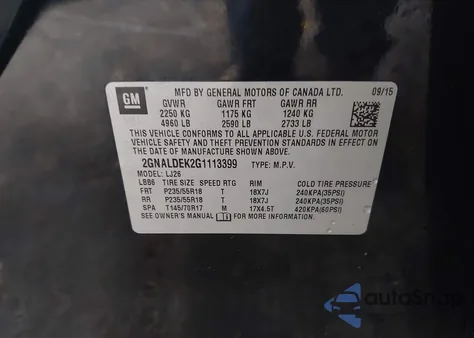 GM
MFD BY GENERAL MOTORS OF CANADA LTD. 09/15
GVWR GAWR FRT GAWR RR
2250 KG 1175 KG 1240 KG
4960 LB 2590 LB 2733 LB
THIS VEHICLE CONFORMS TO ALL APPLICABLE U.S. FEDERAL MOTOR
VEHICLE SAFETY AND THEFT PREVENTION STANDARDS IN EFFECT ON
THE DATE OF MANUFACTURE SHOWN ABOVE.
2GNALDEK2G1113399 TYPE: M.P.V.
MODEL: LJ26
LBB6 TIRE SIZE SPEED RTG RIM COLD TIRE PRESSURE
FRT P235/55R18 T 18X7J 240KPA(35PSI)
RR P235/55R18 T 18X7J 240KPA(35PSI)
SPA T145/70R17 M 17X4.5T 420KPA(60PSI)
SEE OWNER'S MANUAL FOR MORE INFORMATION.
autoSnap